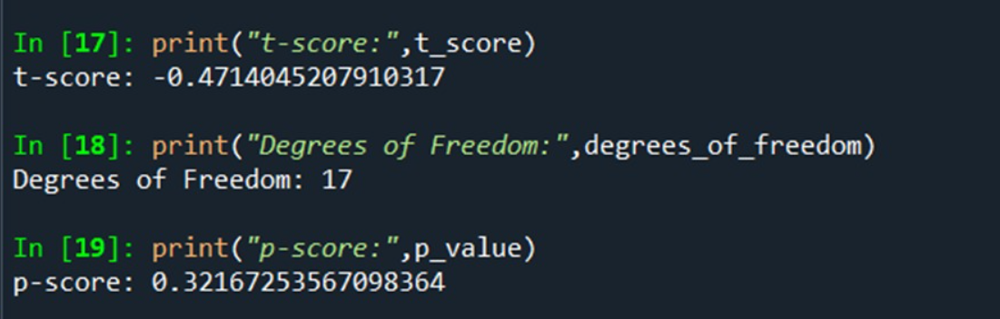 In [17]: print("t-score:",t_score)
t-score: -0.4714045207910317
In [18]: print("Degrees of Freedom:",degrees_of_freedom)
Degrees of Freedom: 17
In [19]: print("p-score:",p_value)
p-score: 0.32167253567098364